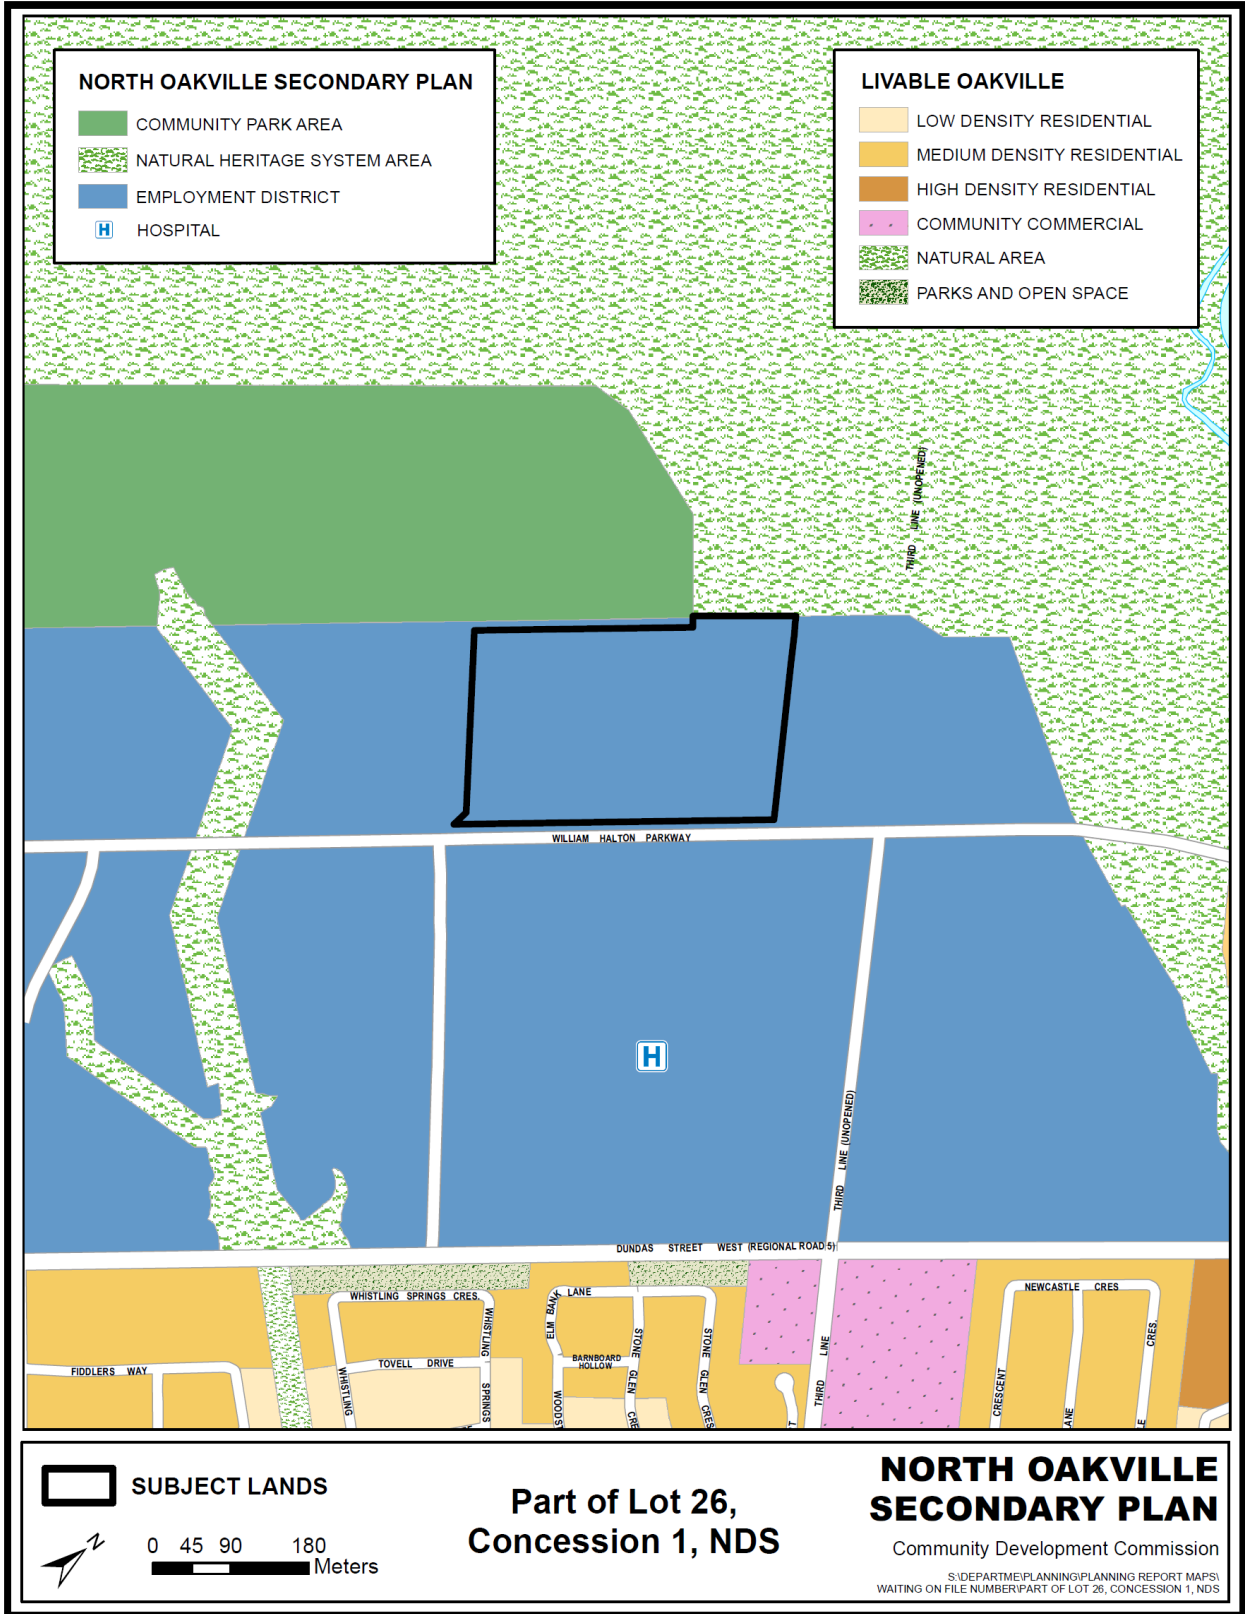 NORTH OAKVILLE SECONDARY PLAN
COMMUNITY PARK AREA
NATURAL HERITAGE SYSTEM AREA
EMPLOYMENT DISTRICT
H HOSPITAL
LIVABLE OAKVILLE
LOW DENSITY RESIDENTIAL
MEDIUM DENSITY RESIDENTIAL
HIGH DENSITY RESIDENTIAL
COMMUNITY COMMERCIAL
NATURAL AREA
PARKS AND OPEN SPACE
THIRD LINE (UNOPENED)
WILLIAM HALTON PARKWAY
H
THIRD LINE (UNOPENED)
DUNDAS STREET WEST (REGIONAL ROAD 5)
WHISTLING SPRINGS CRES.
WHISTLING
SPRINGS
ELM BANK
LANE
NEWCASTLE CRES
CRES.
FIDDLERS WAY
TOVELL DRIVE
WHISTLING
BARNBOARD
HOLLOW
WOODST
STONE GLEN CRE
STONE GLEN CRES
THIRD LINE
CRESCENT
ANE
E
T
SUBJECT LANDS
N
0 45 90 180
Meters
Part of Lot 26,
Concession 1, NDS
NORTH OAKVILLE
SECONDARY PLAN
Community Development Commission
S:\DEPARTME\PLANNING\PLANNING REPORT MAPS\
WAITING ON FILE NUMBER\PART OF LOT 26, CONCESSION 1, NDS